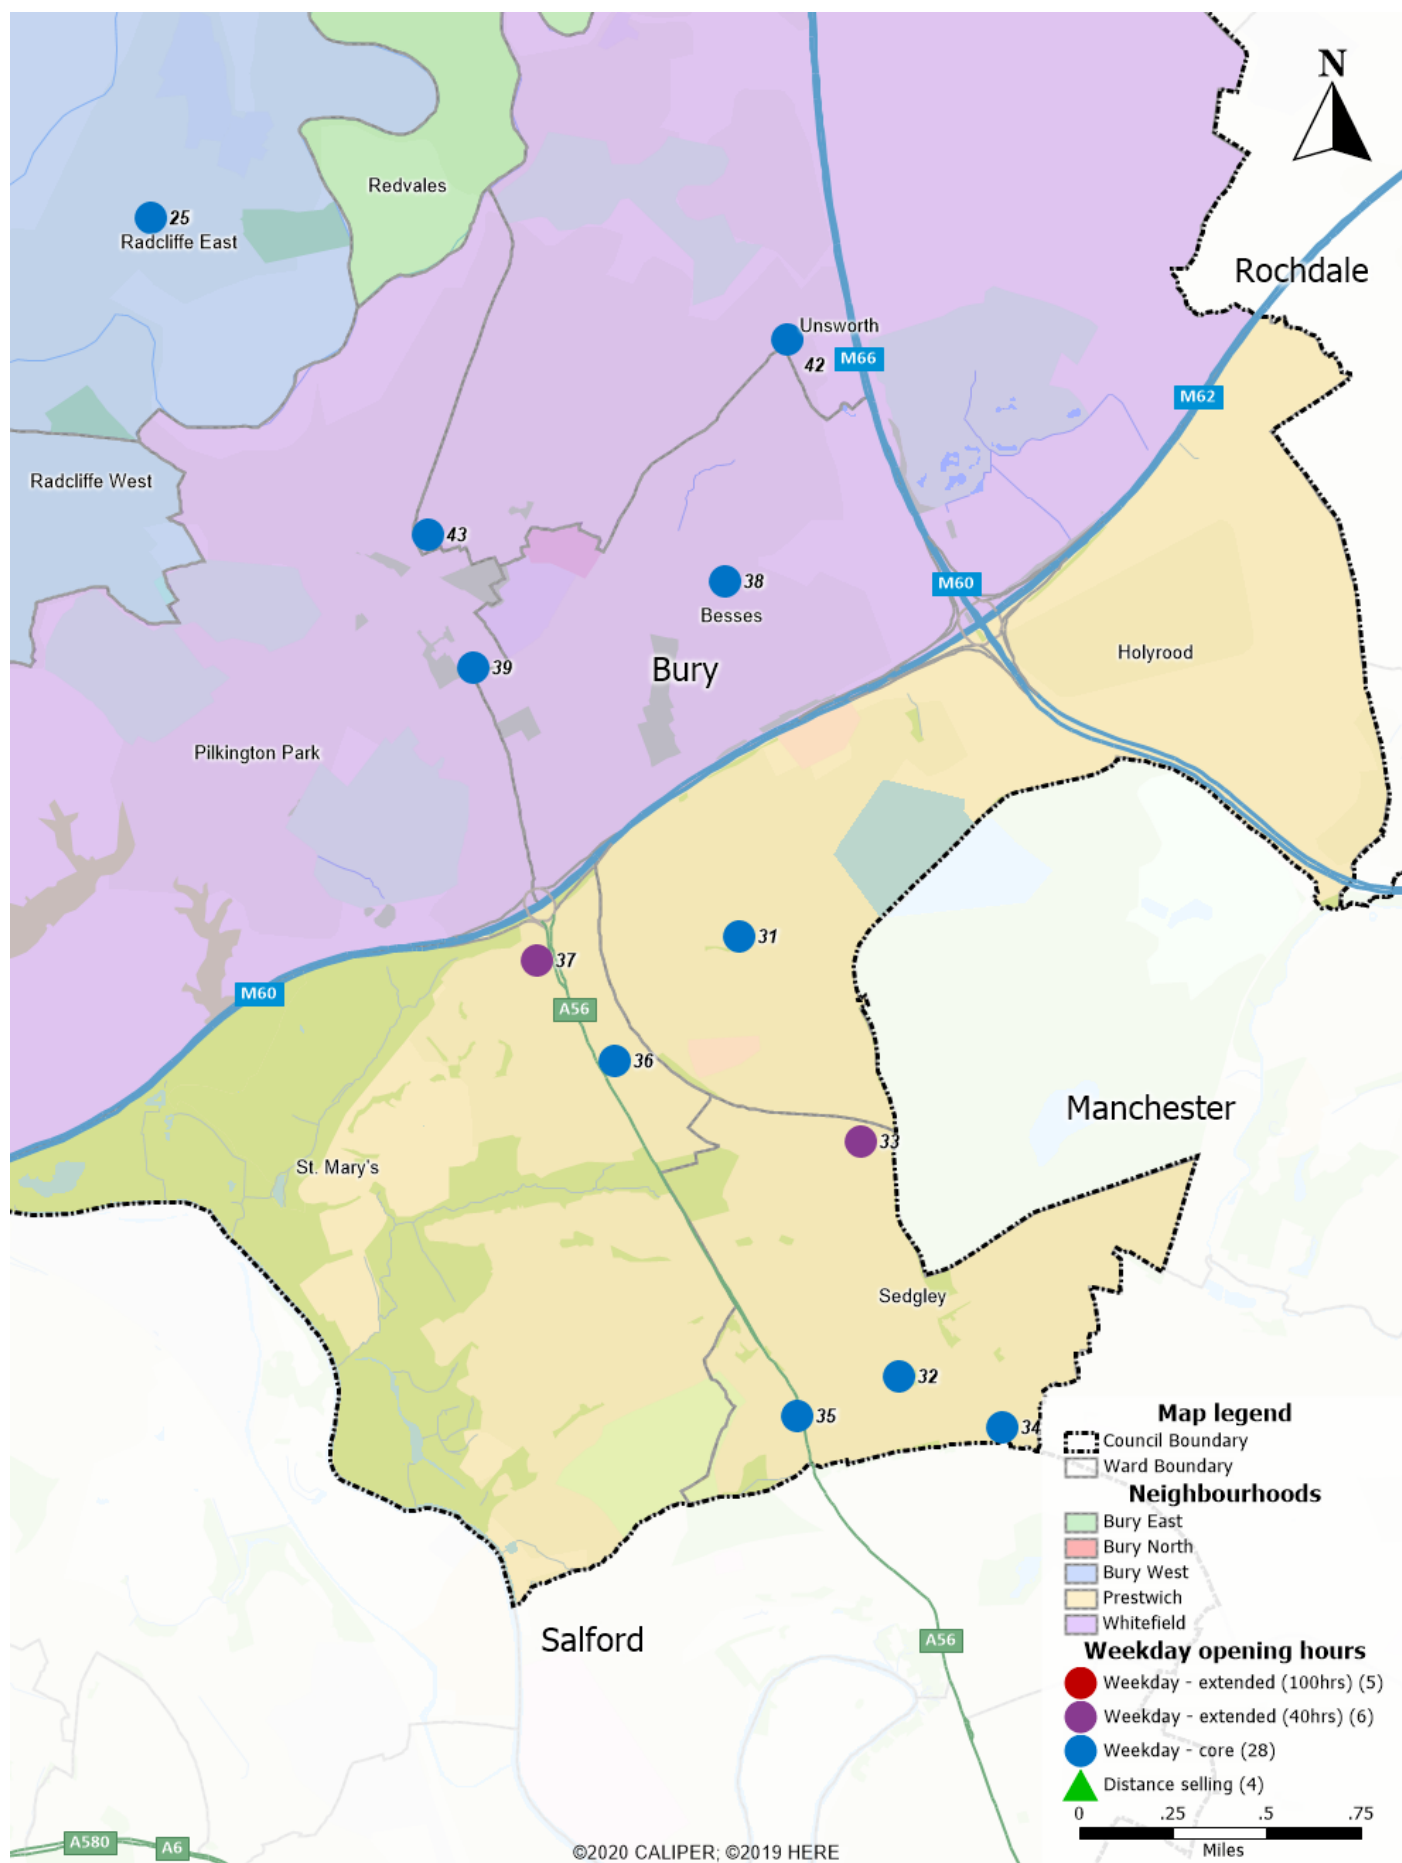 N
Redvales
25
Radcliffe East
Rochdale
Unsworth
42
M66
M62
Radcliffe West
43
38
M60
Besses
Holyrood
39
Bury
Pilkington Park
31
37
M60
A56
36
Manchester
33
St. Mary's
Sedgley
32
35
34
Map legend
Council Boundary
Ward Boundary
Neighbourhoods
Bury East
Bury North
Bury West
Prestwich
Whitefield
Salford
A56
Weekday opening hours
Weekday - extended (100hrs) (5)
Weekday - extended (40hrs) (6)
Weekday - core (28)
Distance selling (4)
0 .25 .5 .75
Miles
A580
A6
©2020 CALIPER; ©2019 HERE